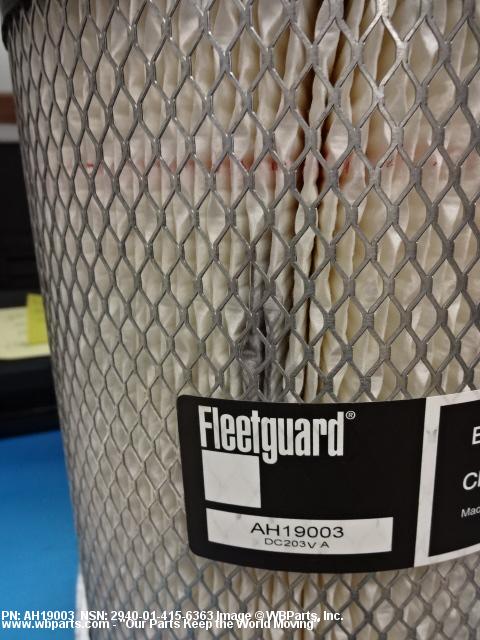 Fleetguard®
AH19003
DC203V A
PN: AH19003 NSN: 2940-01-415-6363 Image © WBParts, Inc.
www.wbparts.com - "Our Parts Keep the World Moving"